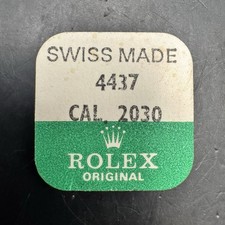 SWISS MADE
4437
CAL. 2030
ROLEX
ORIGINAL